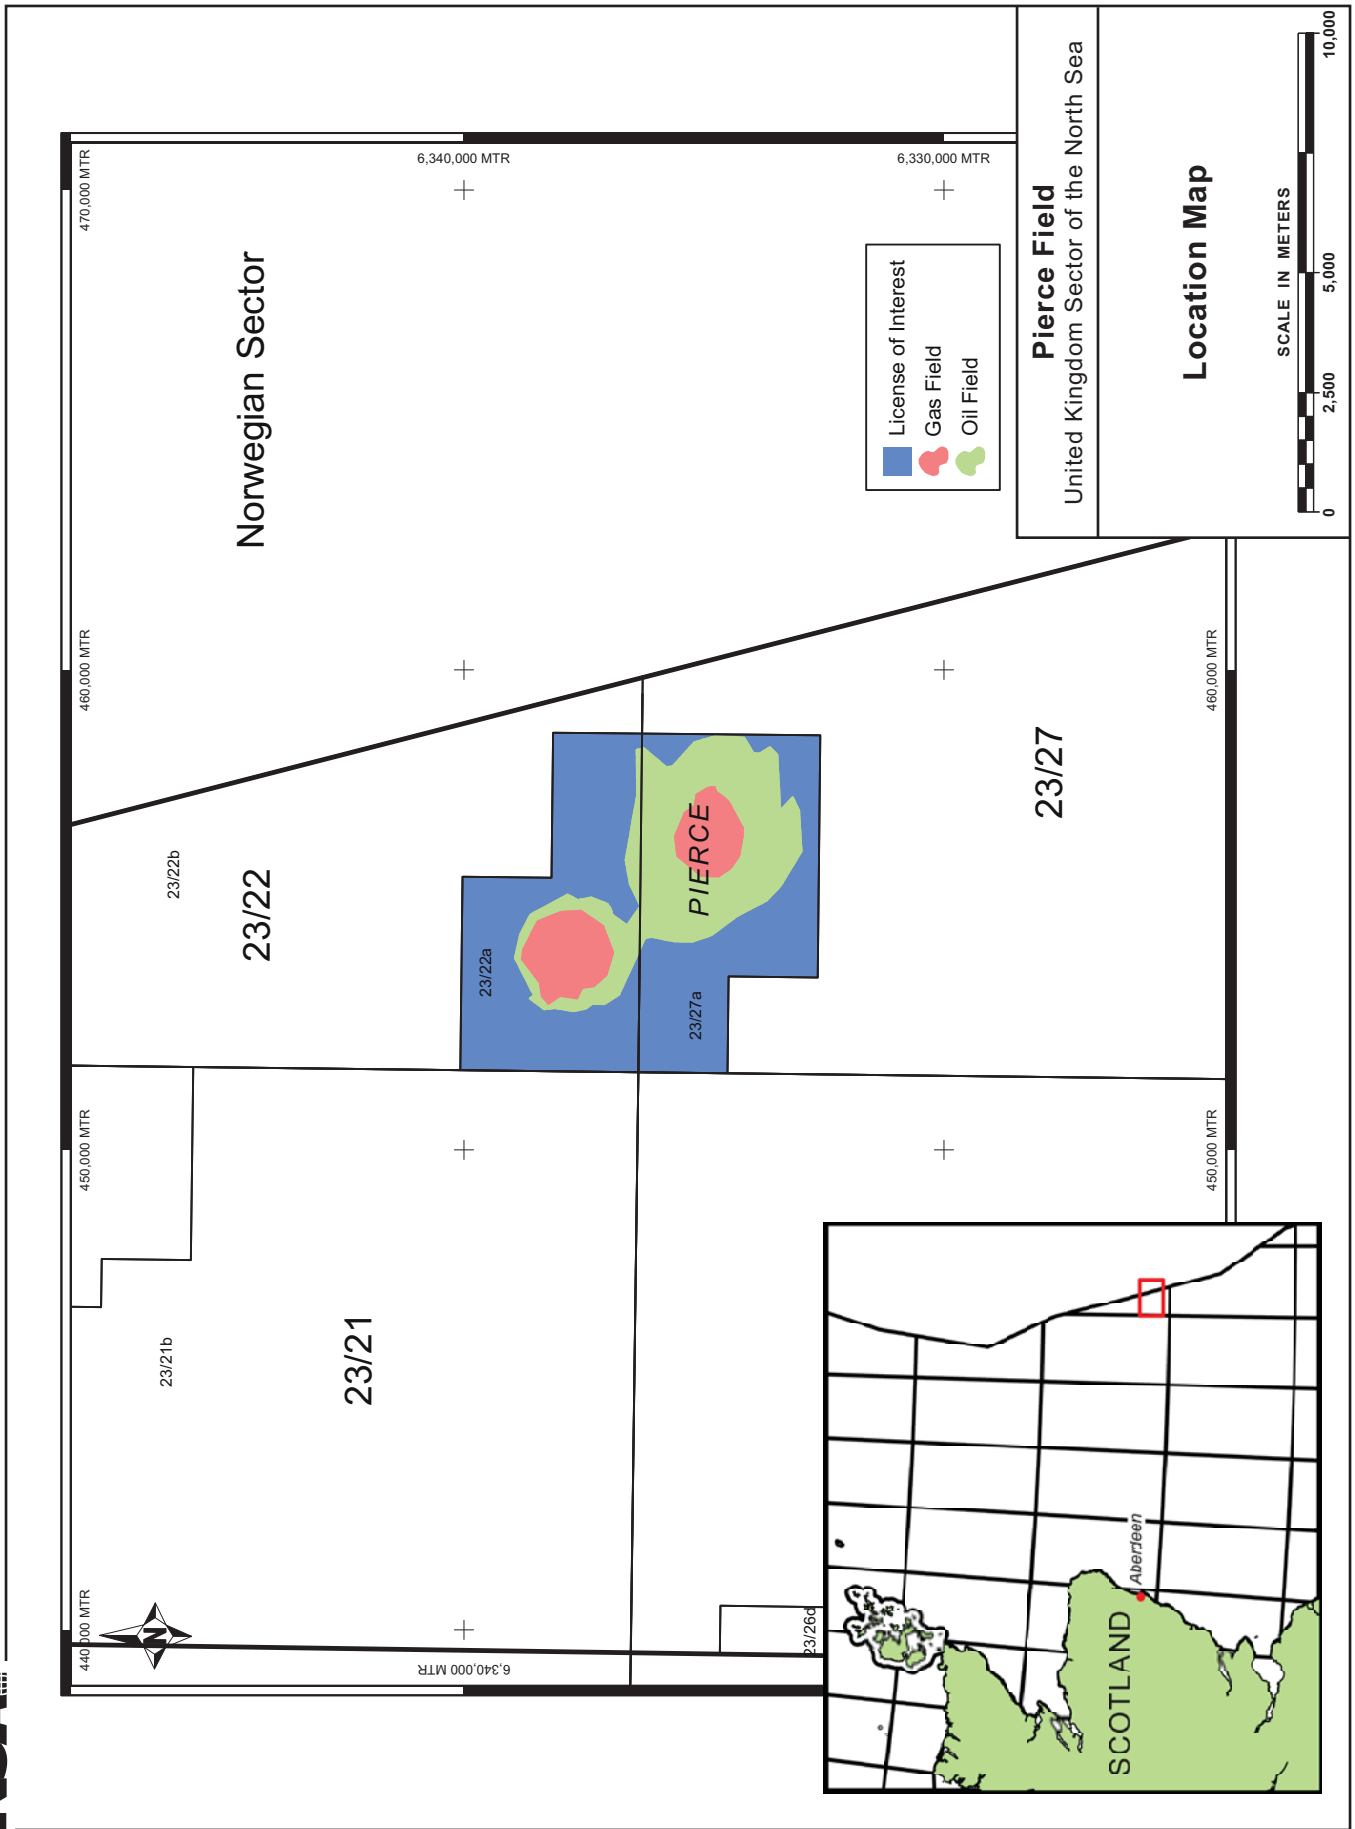 440,000 MTR
450,000 MTR
460,000 MTR
470,000 MTR
N
23/21b
23/22b
Norwegian Sector
23/21
23/22
6,340,000 MTR
6,340,000 MTR
23/22a
23/27a
PIERCE
23/26d
23/27
6,330,000 MTR
License of Interest
Gas Field
Oil Field
450,000 MTR
460,000 MTR
SCOTLAND
Aberdeen
Pierce Field
United Kingdom Sector of the North Sea
Location Map
SCALE IN METERS
0 2,500 5,000 10,000